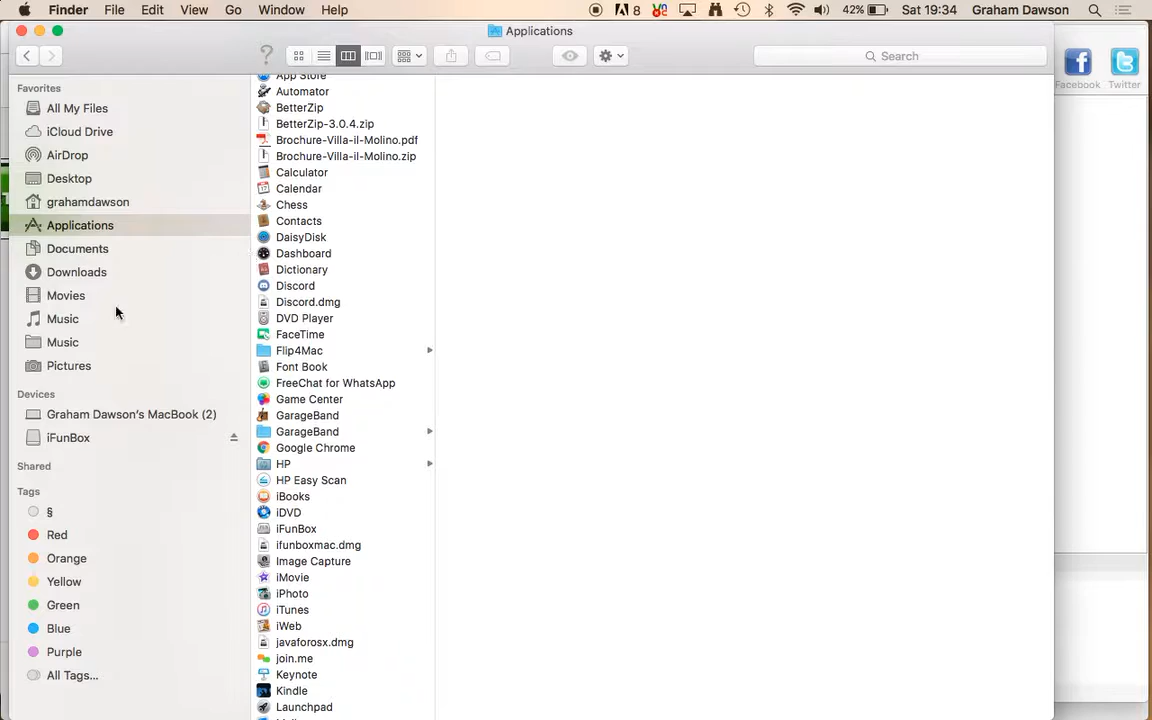 Finder File Edit View Go Window Help 8 42% Sat 19:34 Graham Dawson
Applications
Search
Facebook Twitter
Favorites
All My Files
iCloud Drive
AirDrop
Desktop
grahamdawson
Applications
Documents
Downloads
Movies
Music
Music
Pictures
Devices
Graham Dawson's MacBook (2)
iFunBox
Shared
Tags
§
Red
Orange
Yellow
Green
Blue
Purple
All Tags...
App Store
Automator
BetterZip
BetterZip-3.0.4.zip
Brochure-Villa-il-Molino.pdf
Brochure-Villa-il-Molino.zip
Calculator
Calendar
Chess
Contacts
DaisyDisk
Dashboard
Dictionary
Discord
Discord.dmg
DVD Player
FaceTime
Flip4Mac
Font Book
FreeChat for WhatsApp
Game Center
GarageBand
GarageBand
Google Chrome
HP
HP Easy Scan
iBooks
iDVD
iFunBox
ifunboxmac.dmg
Image Capture
iMovie
iPhoto
iTunes
iWeb
javaforosx.dmg
join.me
Keynote
Kindle
Launchpad